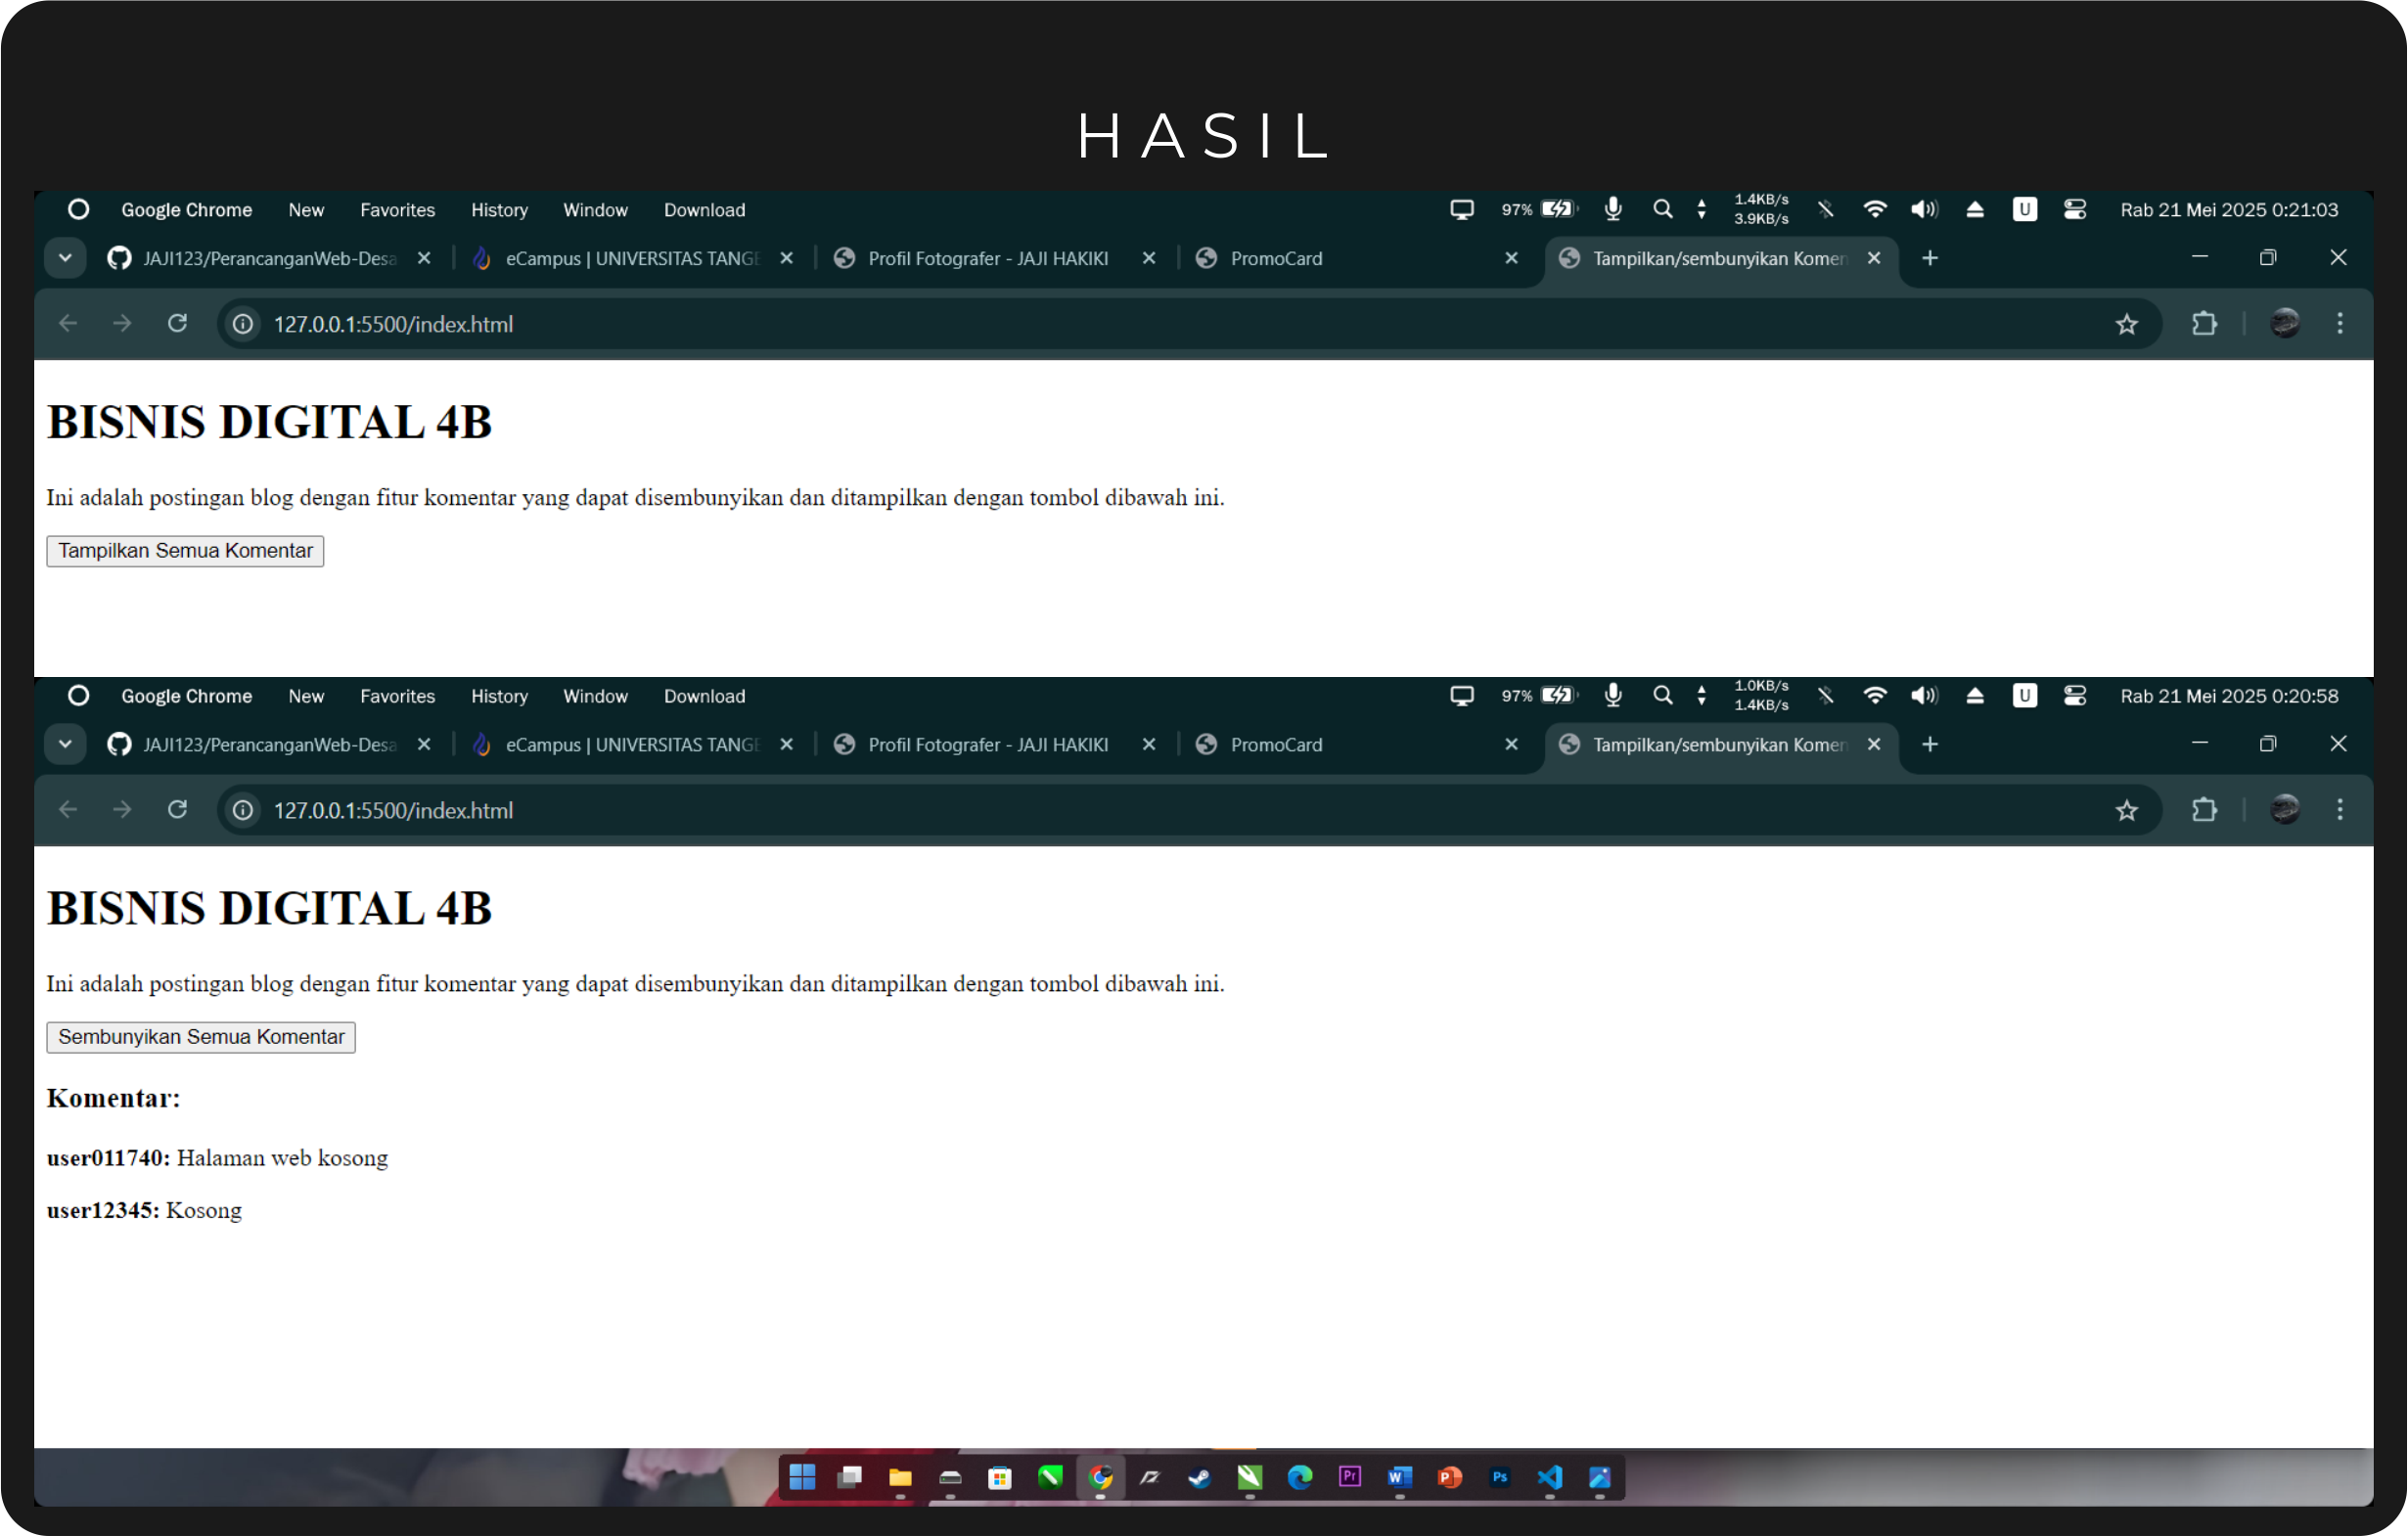 HASIL
Google Chrome New Favorites History Window Download 97% 1.4KB/s 3.9KB/s U Rab 21 Mei 2025 0:21:03
JAJI123/PerancanganWeb-Desa eCampus | UNIVERSITAS TANGE Profil Fotografer - JAJI HAKIKI PromoCard Tampilkan/sembunyikan Komen
127.0.0.1:5500/index.html
BISNIS DIGITAL 4B
Ini adalah postingan blog dengan fitur komentar yang dapat disembunyikan dan ditampilkan dengan tombol dibawah ini.
Tampilkan Semua Komentar
Google Chrome New Favorites History Window Download 97% 1.0KB/s 1.4KB/s U Rab 21 Mei 2025 0:20:58
JAJI123/PerancanganWeb-Desa eCampus | UNIVERSITAS TANGE Profil Fotografer - JAJI HAKIKI PromoCard Tampilkan/sembunyikan Komen
127.0.0.1:5500/index.html
BISNIS DIGITAL 4B
Ini adalah postingan blog dengan fitur komentar yang dapat disembunyikan dan ditampilkan dengan tombol dibawah ini.
Sembunyikan Semua Komentar
Komentar:
user011740: Halaman web kosong
user12345: Kosong
Pr W P Ps